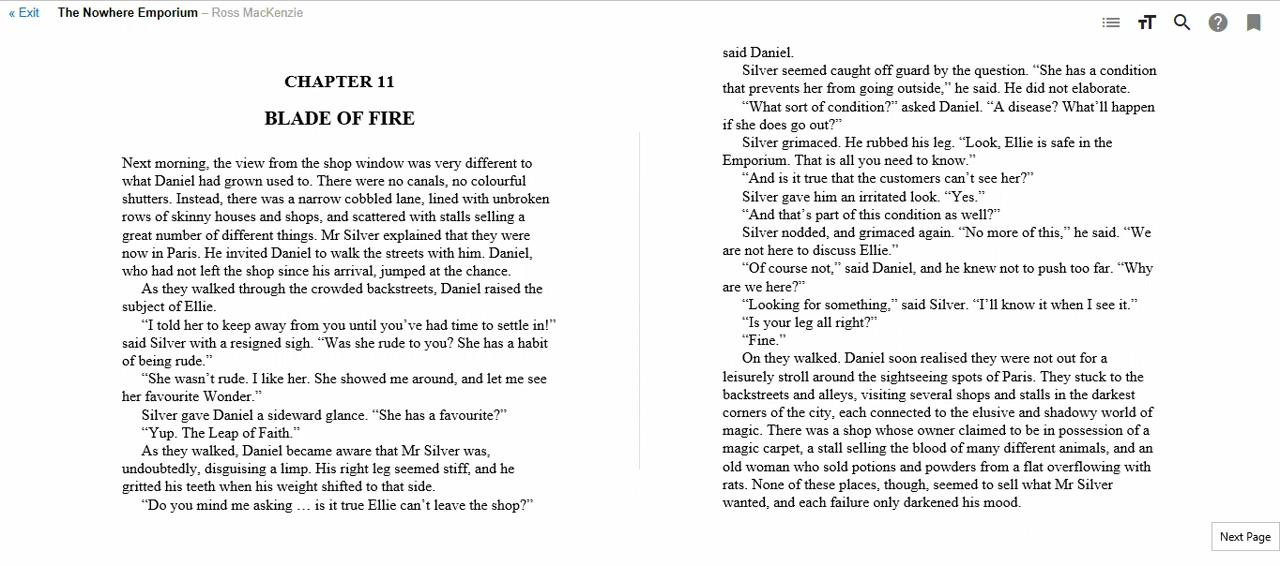 « Exit The Nowhere Emporium – Ross MacKenzie
CHAPTER 11
BLADE OF FIRE
Next morning, the view from the shop window was very different to
what Daniel had grown used to. There were no canals, no colourful
shutters. Instead, there was a narrow cobbled lane, lined with unbroken
rows of skinny houses and shops, and scattered with stalls selling a
great number of different things. Mr Silver explained that they were
now in Paris. He invited Daniel to walk the streets with him. Daniel,
who had not left the shop since his arrival, jumped at the chance.
As they walked through the crowded backstreets, Daniel raised the
subject of Ellie.
“I told her to keep away from you until you’ve had time to settle in!”
said Silver with a resigned sigh. “Was she rude to you? She has a habit
of being rude.”
“She wasn’t rude. I like her. She showed me around, and let me see
her favourite Wonder.”
Silver gave Daniel a sideward glance. “She has a favourite?”
“Yup. The Leap of Faith.”
As they walked, Daniel became aware that Mr Silver was,
undoubtedly, disguising a limp. His right leg seemed stiff, and he
gritted his teeth when his weight shifted to that side.
“Do you mind me asking … is it true Ellie can’t leave the shop?”
said Daniel.
Silver seemed caught off guard by the question. “She has a condition
that prevents her from going outside,” he said. He did not elaborate.
“What sort of condition?” asked Daniel. “A disease? What’ll happen
if she does go out?”
Silver grimaced. He rubbed his leg. “Look, Ellie is safe in the
Emporium. That is all you need to know.”
“And is it true that the customers can’t see her?”
Silver gave him an irritated look. “Yes.”
“And that’s part of this condition as well?”
Silver nodded, and grimaced again. “No more of this,” he said. “We
are not here to discuss Ellie.”
“Of course not,” said Daniel, and he knew not to push too far. “Why
are we here?”
“Looking for something,” said Silver. “I’ll know it when I see it.”
“Is your leg all right?”
“Fine.”
On they walked. Daniel soon realised they were not out for a
leisurely stroll around the sightseeing spots of Paris. They stuck to the
backstreets and alleys, visiting several shops and stalls in the darkest
corners of the city, each connected to the elusive and shadowy world of
magic. There was a shop whose owner claimed to be in possession of a
magic carpet, a stall selling the blood of many different animals, and an
old woman who sold potions and powders from a flat overflowing with
rats. None of these places, though, seemed to sell what Mr Silver
wanted, and each failure only darkened his mood.
Next Page